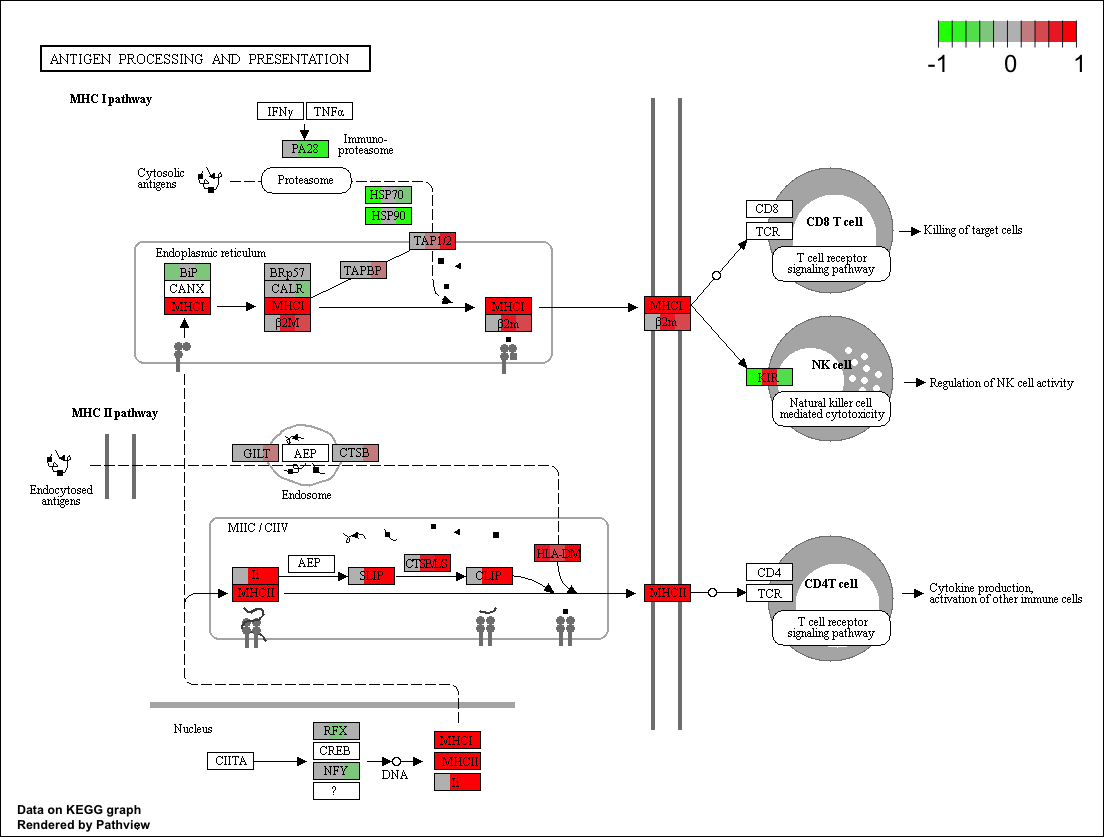 -1 0 1
ANTIGEN PROCESSING AND PRESENTATION
MHC I pathway
IFNγ TNFα
PA28
Immuno-
proteasome
Cytosolic
antigens
Proteasome
HSP70
HSP90
TAP1/2
Endoplasmic reticulum
BiP
CANX
MHCI
BRp57
CALR
MHCI
β2M
TAPBP
MHCI
β2m
MHCI
β2m
CD8
TCR
CD8 T cell
T cell receptor
signaling pathway
Killing of target cells
KIR
NK cell
Natural killer cell
mediated cytotoxicity
Regulation of NK cell activity
MHC II pathway
Endocytosed
antigens
GILT
AEP
CTSB
Endosome
MIIC / CIIV
Ii
MHCII
AEP
SLIP
CTSB/LS
CLIP
HLA-DM
MHCII
CD4
TCR
CD4T cell
T cell receptor
signaling pathway
Cytokine production,
activation of other immune cells
Nucleus
CIITA
RFX
CREB
NFY
?
DNA
MHCI
MHCII
Ii
Data on KEGG graph
Rendered by Pathview